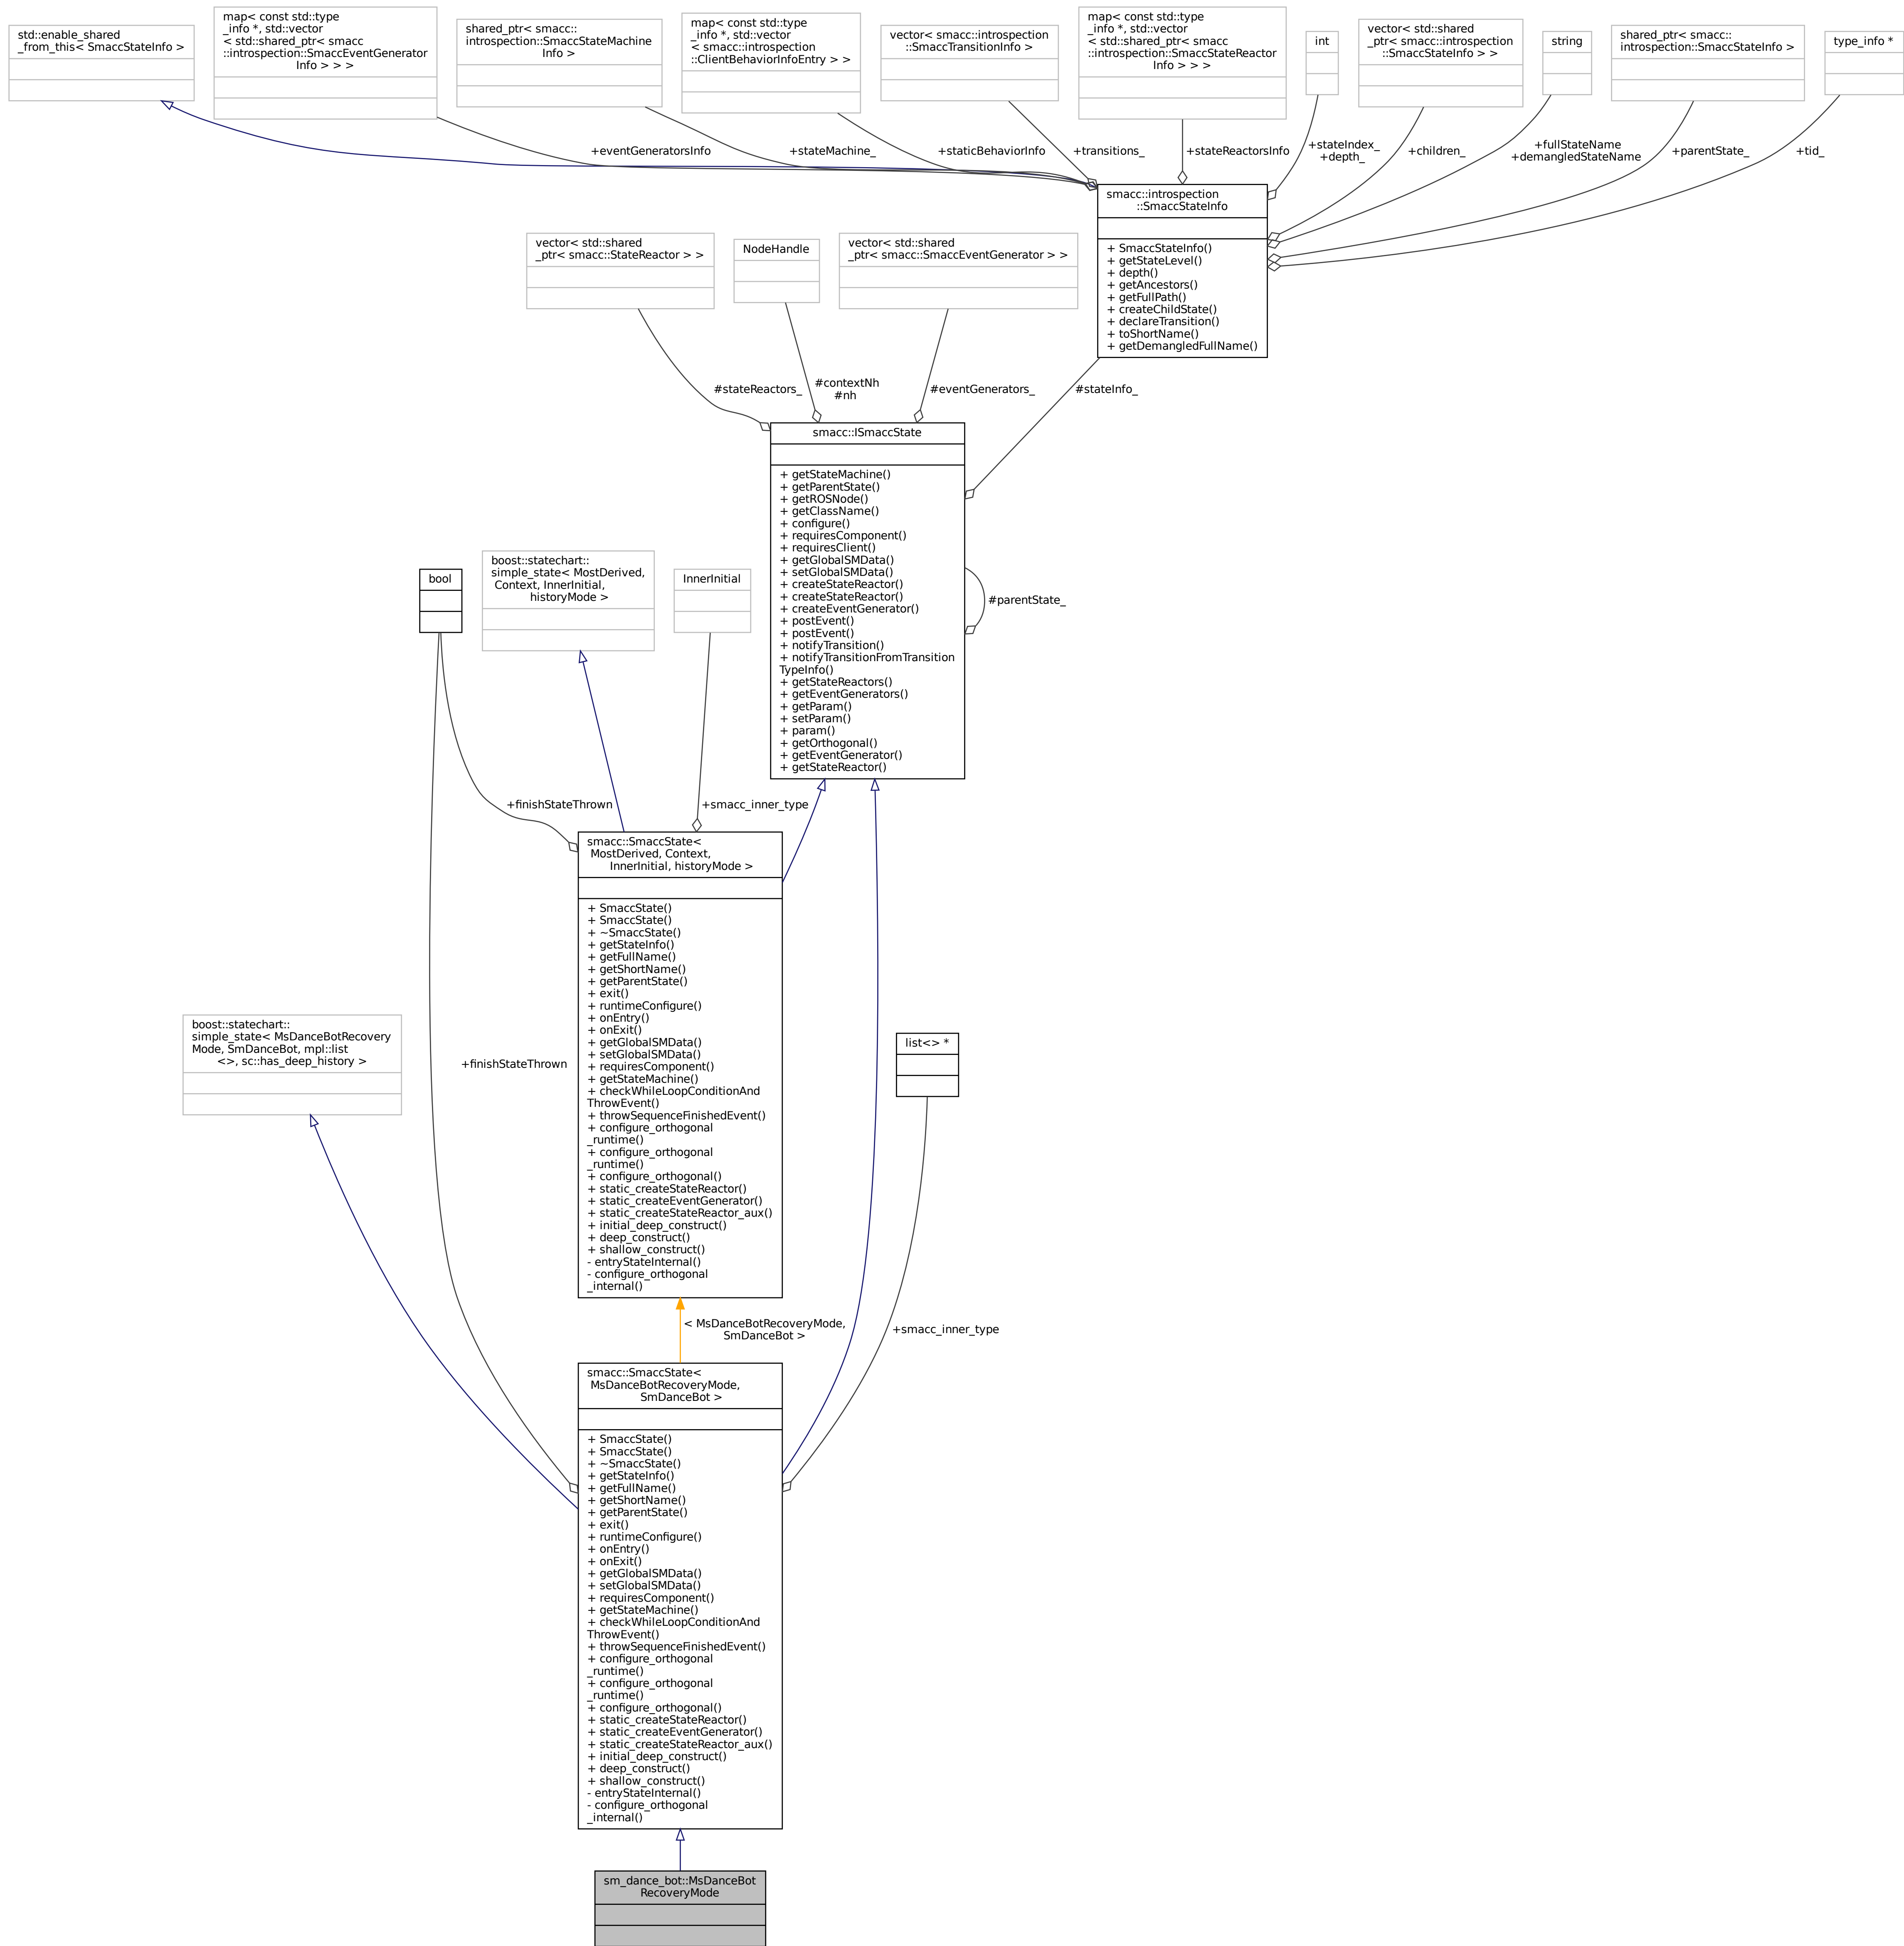 std::enable_shared
_from_this< SmaccStateInfo >
map< const std::type
_info *, std::vector
< std::shared_ptr< smacc
::introspection::SmaccEventGenerator
Info > > >
shared_ptr< smacc::
introspection::SmaccStateMachine
Info >
map< const std::type
_info *, std::vector
< smacc::introspection
::ClientBehaviorInfoEntry > >
vector< smacc::introspection
::SmaccTransitionInfo >
map< const std::type
_info *, std::vector
< std::shared_ptr< smacc
::introspection::SmaccStateReactor
Info > > >
int
vector< std::shared
_ptr< smacc::introspection
::SmaccStateInfo > >
string
shared_ptr< smacc::
introspection::SmaccStateInfo >
type_info *
+eventGeneratorsInfo
+stateMachine_
+staticBehaviorInfo
+transitions_
+stateReactorsInfo
+stateIndex_
+depth_
+children_
+fullStateName
+demangledStateName
+parentState_
+tid_
smacc::introspection
::SmaccStateInfo
+ SmaccStateInfo()
+ getStateLevel()
+ depth()
+ getAncestors()
+ getFullPath()
+ createChildState()
+ declareTransition()
+ toShortName()
+ getDemangledFullName()
vector< std::shared
_ptr< smacc::StateReactor > >
NodeHandle
vector< std::shared
_ptr< smacc::SmaccEventGenerator > >
#stateReactors_
#contextNh
#nh
#eventGenerators_
#stateInfo_
smacc::ISmaccState
+ getStateMachine()
+ getParentState()
+ getROSNode()
+ getClassName()
+ configure()
+ requiresComponent()
+ requiresClient()
+ getGlobalSMData()
+ setGlobalSMData()
+ createStateReactor()
+ createStateReactor()
+ createEventGenerator()
+ postEvent()
+ postEvent()
+ notifyTransition()
+ notifyTransitionFromTransition
TypeInfo()
+ getStateReactors()
+ getEventGenerators()
+ getParam()
+ setParam()
+ param()
+ getOrthogonal()
+ getEventGenerator()
+ getStateReactor()
#parentState_
bool
boost::statechart::
simple_state< MostDerived,
Context, InnerInitial,
historyMode >
InnerInitial
+finishStateThrown
+smacc_inner_type
smacc::SmaccState<
MostDerived, Context,
InnerInitial, historyMode >
+ SmaccState()
+ SmaccState()
+ ~SmaccState()
+ getStateInfo()
+ getFullName()
+ getShortName()
+ getParentState()
+ exit()
+ runtimeConfigure()
+ onEntry()
+ onExit()
+ getGlobalSMData()
+ setGlobalSMData()
+ requiresComponent()
+ getStateMachine()
+ checkWhileLoopConditionAnd
ThrowEvent()
+ throwSequenceFinishedEvent()
+ configure_orthogonal
_runtime()
+ configure_orthogonal
_runtime()
+ configure_orthogonal()
+ static_createStateReactor()
+ static_createEventGenerator()
+ static_createStateReactor_aux()
+ initial_deep_construct()
+ deep_construct()
+ shallow_construct()
- entryStateInternal()
- configure_orthogonal
_internal()
boost::statechart::
simple_state< MsDanceBotRecovery
Mode, SmDanceBot, mpl::list
<>, sc::has_deep_history >
+finishStateThrown
list<> *
< MsDanceBotRecoveryMode,
SmDanceBot >
+smacc_inner_type
smacc::SmaccState<
MsDanceBotRecoveryMode,
SmDanceBot >
+ SmaccState()
+ SmaccState()
+ ~SmaccState()
+ getStateInfo()
+ getFullName()
+ getShortName()
+ getParentState()
+ exit()
+ runtimeConfigure()
+ onEntry()
+ onExit()
+ getGlobalSMData()
+ setGlobalSMData()
+ requiresComponent()
+ getStateMachine()
+ checkWhileLoopConditionAnd
ThrowEvent()
+ throwSequenceFinishedEvent()
+ configure_orthogonal
_runtime()
+ configure_orthogonal
_runtime()
+ configure_orthogonal()
+ static_createStateReactor()
+ static_createEventGenerator()
+ static_createStateReactor_aux()
+ initial_deep_construct()
+ deep_construct()
+ shallow_construct()
- entryStateInternal()
- configure_orthogonal
_internal()
sm_dance_bot::MsDanceBot
RecoveryMode